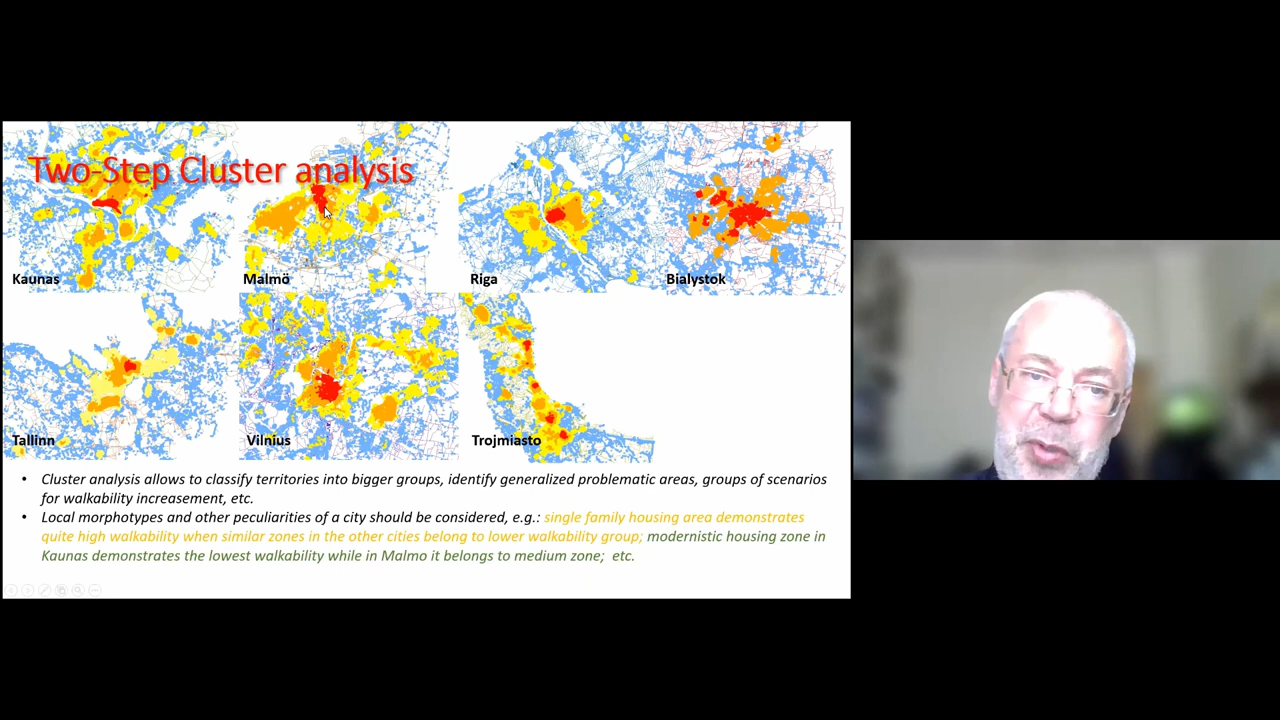 Two-Step Cluster analysis
Kaunas
Malmö
Riga
Bialystok
Tallinn
Vilnius
Trojmiasto
• Cluster analysis allows to classify territories into bigger groups, identify generalized problematic areas, groups of scenarios
for walkability increasement, etc.
• Local morphotypes and other peculiarities of a city should be considered, e.g.: single family housing area demonstrates
quite high walkability when similar zones in the other cities belong to lower walkability group; modernistic housing zone in
Kaunas demonstrates the lowest walkability while in Malmo it belongs to medium zone; etc.